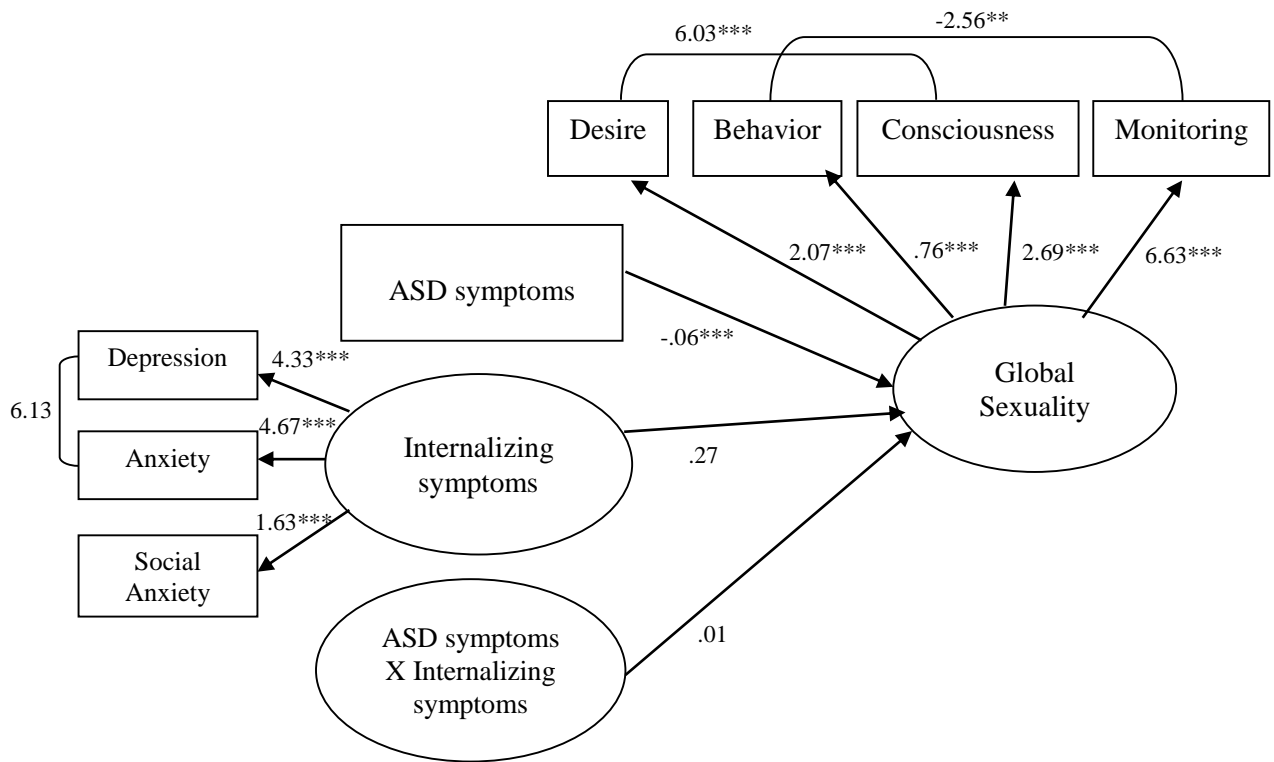 -2.56**
6.03***
Desire
Behavior
Consciousness
Monitoring
2.07***
.76***
2.69***
6.63***
ASD symptoms
-.06***
Depression
4.33***
6.13
4.67***
Anxiety
1.63***
Social
Anxiety
Internalizing
symptoms
.27
Global
Sexuality
ASD symptoms
X Internalizing
symptoms
.01